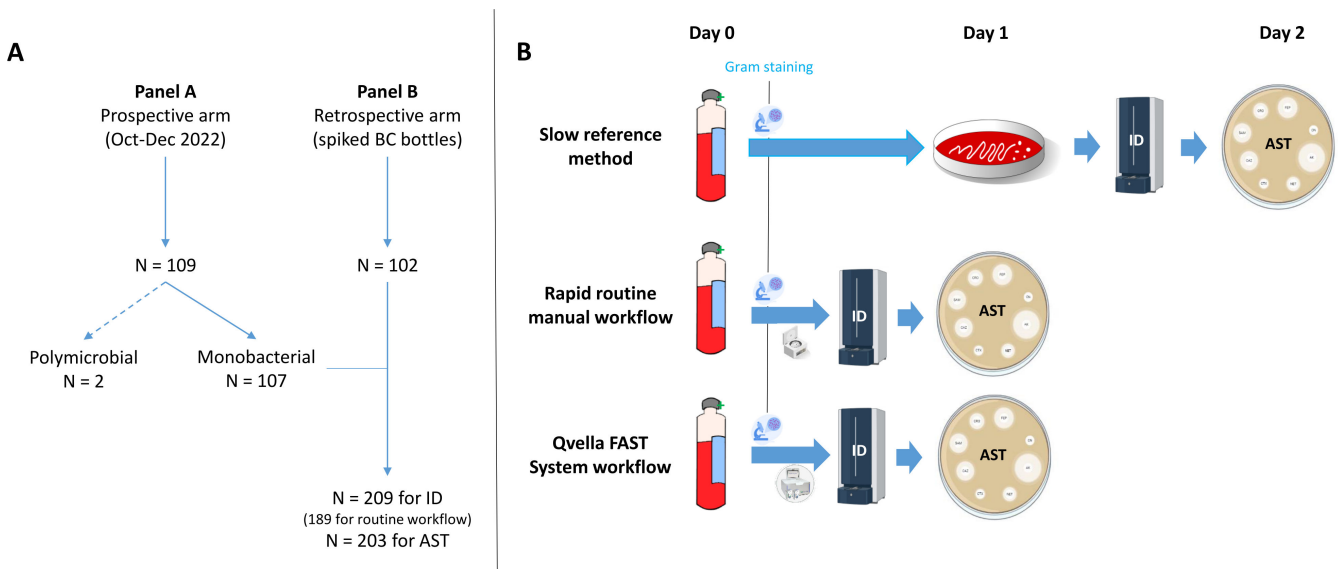 A
Panel A
Prospective arm
(Oct-Dec 2022)
Panel B
Retrospective arm
(spiked BC bottles)
N = 109
N = 102
Polymicrobial
N = 2
Monobacterial
N = 107
N = 209 for ID
(189 for routine workflow)
N = 203 for AST
B
Day 0
Day 1
Day 2
Gram staining
Slow reference
method
ID
AST
Rapid routine
manual workflow
ID
AST
Qvella FAST
System workflow
ID
AST